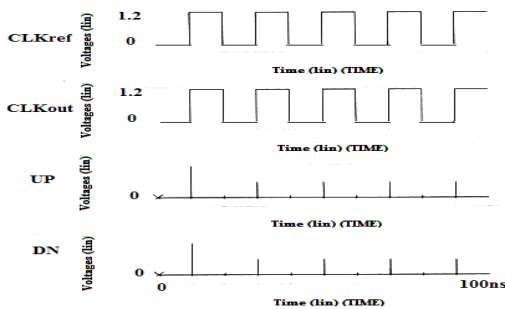 CLKref
Voltages (lin)
1.2
0
Time (lin) (TIME)
CLKout
Voltages (lin)
1.2
0
Time (lin) (TIME)
UP
Voltages (lin)
0
Time (lin) (TIME)
DN
Voltages (lin)
0
0
100ns
Time (lin) (TIME)